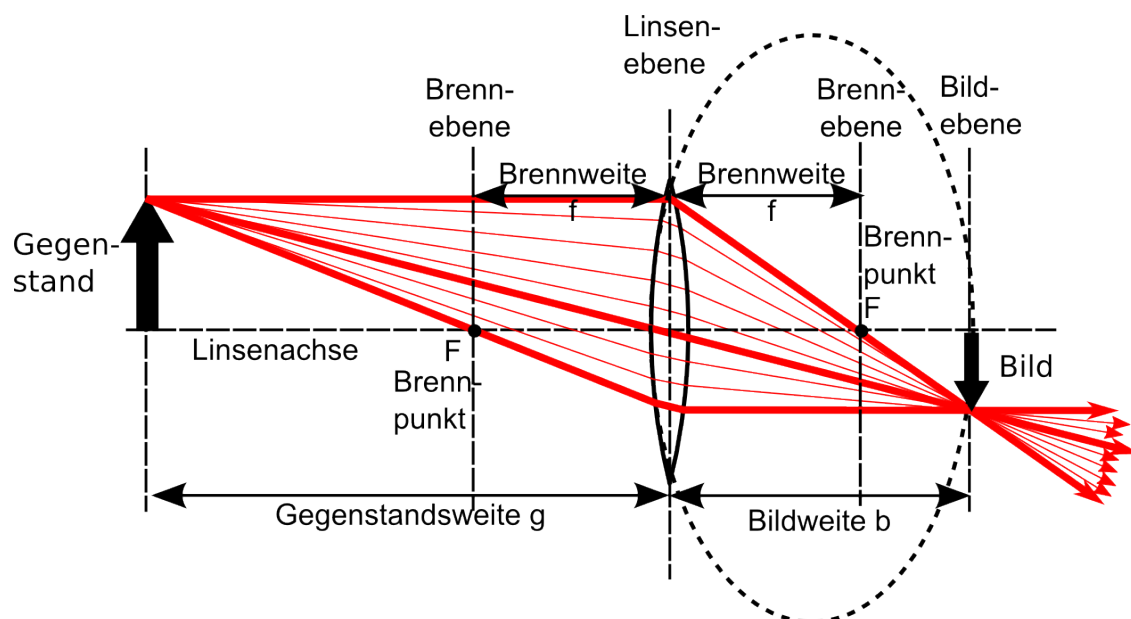 Linsen-
ebene
Brenn-
ebene
Brenn-
ebene
Bild-
ebene
Brennweite
f
Brennweite
f
Gegen-
stand
Brenn-
punkt
F
Linsenachse
F
Brenn-
punkt
Bild
Gegenstandsweite g
Bildweite b